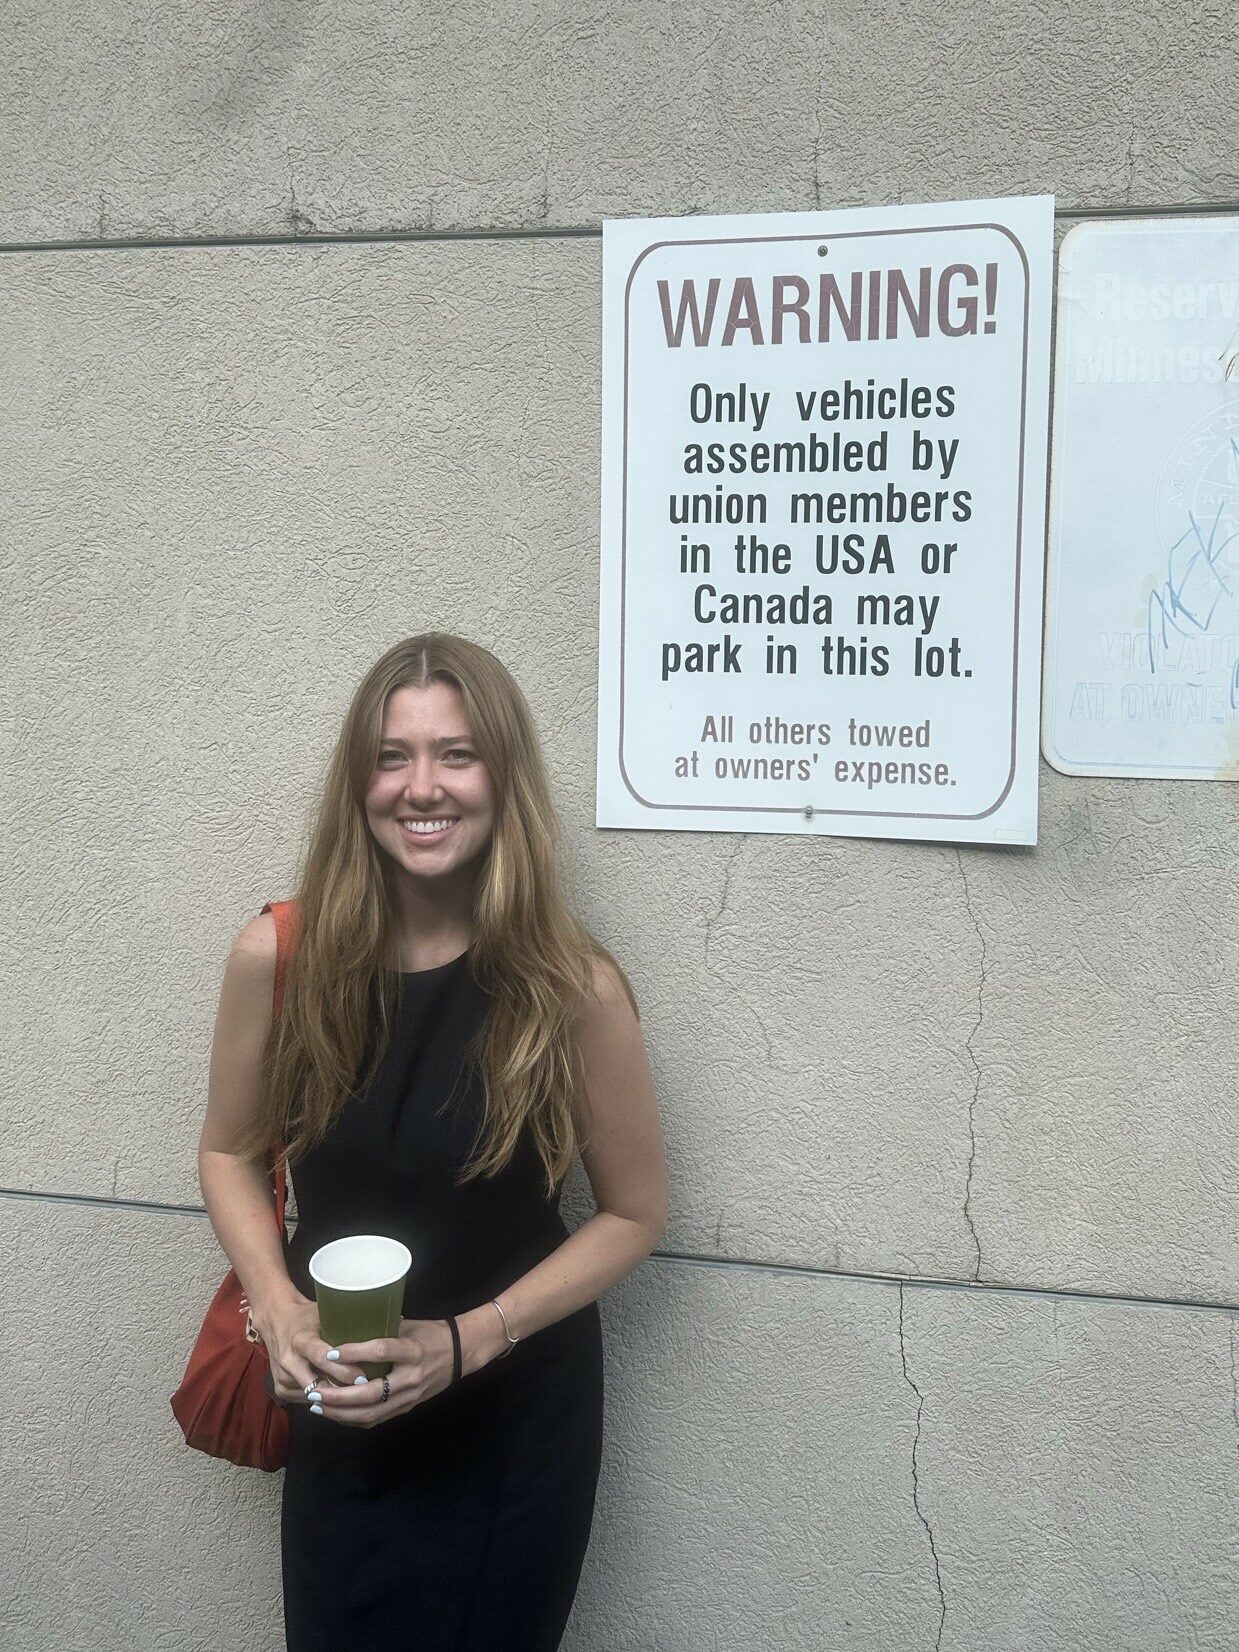 WARNING!
Only vehicles
assembled by
union members
in the USA or
Canada may
park in this lot.
All others towed
at owners' expense.
AT